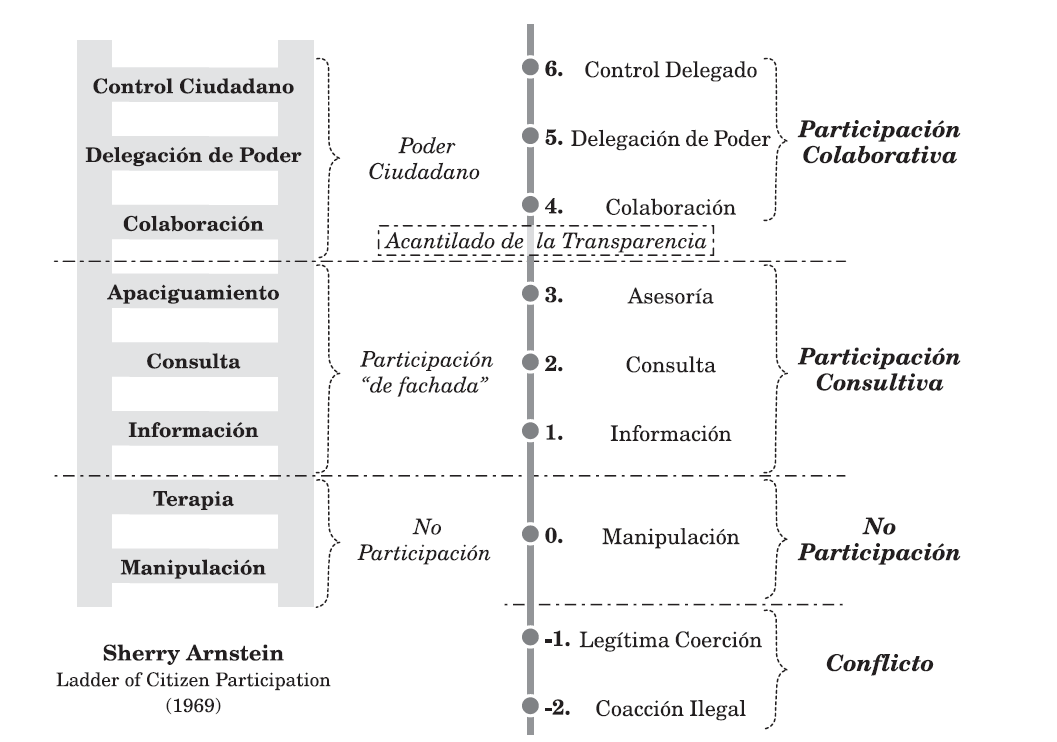 Control Ciudadano
Delegación de Poder
Colaboración
Apaciguamiento
Consulta
Información
Terapia
Manipulación
Sherry Arnstein
Ladder of Citizen Participation
(1969)
Poder
Ciudadano
Participación
“de fachada”
No
Participación
6. Control Delegado
5. Delegación de Poder
4. Colaboración
Acantilado de la Transparencia
3. Asesoría
2. Consulta
1. Información
0. Manipulación
-1. Legítima Coerción
-2. Coacción Ilegal
Participación
Colaborativa
Participación
Consultiva
No
Participación
Conflicto